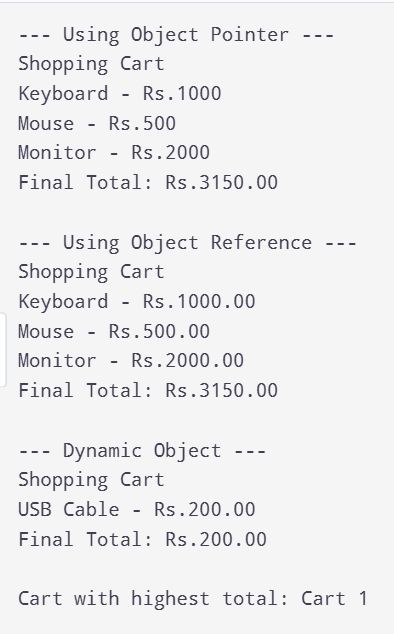 --- Using Object Pointer ---
Shopping Cart
Keyboard - Rs.1000
Mouse - Rs.500
Monitor - Rs.2000
Final Total: Rs.3150.00

--- Using Object Reference ---
Shopping Cart
Keyboard - Rs.1000.00
Mouse - Rs.500.00
Monitor - Rs.2000.00
Final Total: Rs.3150.00

--- Dynamic Object ---
Shopping Cart
USB Cable - Rs.200.00
Final Total: Rs.200.00

Cart with highest total: Cart 1